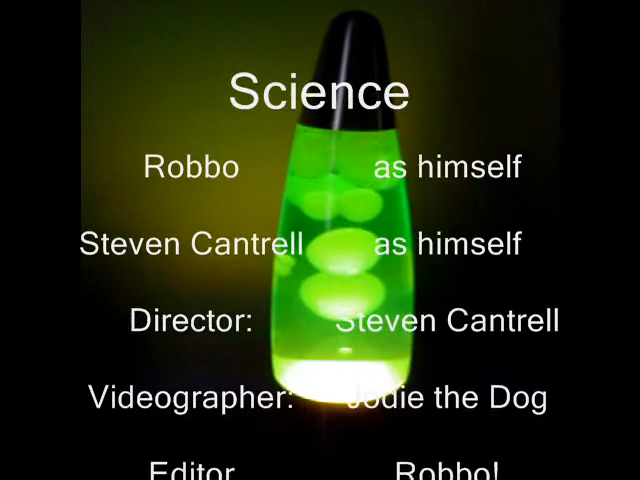 Science
Robbo as himself
Steven Cantrell as himself
Director: Steven Cantrell
Videographer: Jodie the Dog
Editor Robbo!